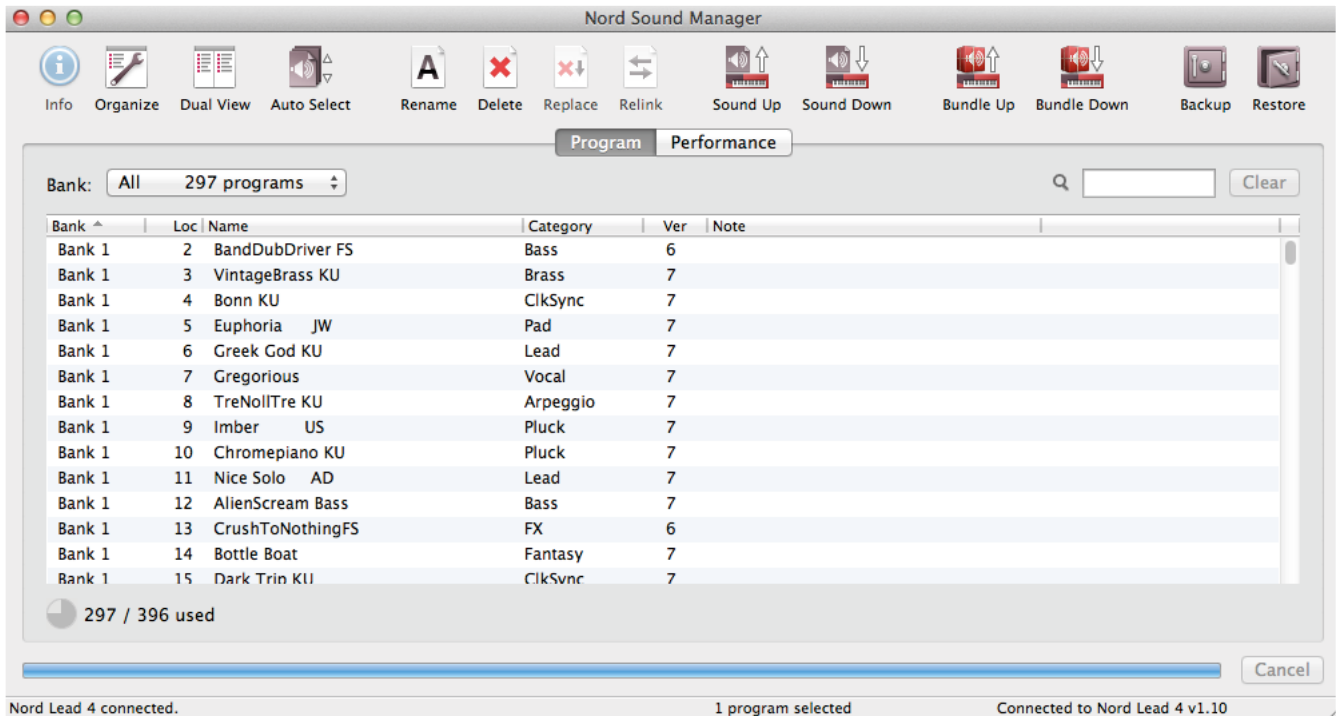 Nord Sound Manager
Info Organize Dual View Auto Select Rename Delete Replace Relink Sound Up Sound Down Bundle Up Bundle Down Backup Restore
Program Performance
Bank: All 297 programs Clear
Bank Loc Name Category Ver Note
Bank 1 2 BandDubDriver FS Bass 6
Bank 1 3 VintageBrass KU Brass 7
Bank 1 4 Bonn KU ClkSync 7
Bank 1 5 Euphoria JW Pad 7
Bank 1 6 Greek God KU Lead 7
Bank 1 7 Gregorious Vocal 7
Bank 1 8 TreNollTre KU Arpeggio 7
Bank 1 9 Imber US Pluck 7
Bank 1 10 Chromepiano KU Pluck 7
Bank 1 11 Nice Solo AD Lead 7
Bank 1 12 AlienScream Bass Bass 7
Bank 1 13 CrushToNothingFS FX 6
Bank 1 14 Bottle Boat Fantasy 7
Bank 1 15 Dark Trip KU ClkSync 7
297 / 396 used
Cancel
Nord Lead 4 connected. 1 program selected Connected to Nord Lead 4 v1.10